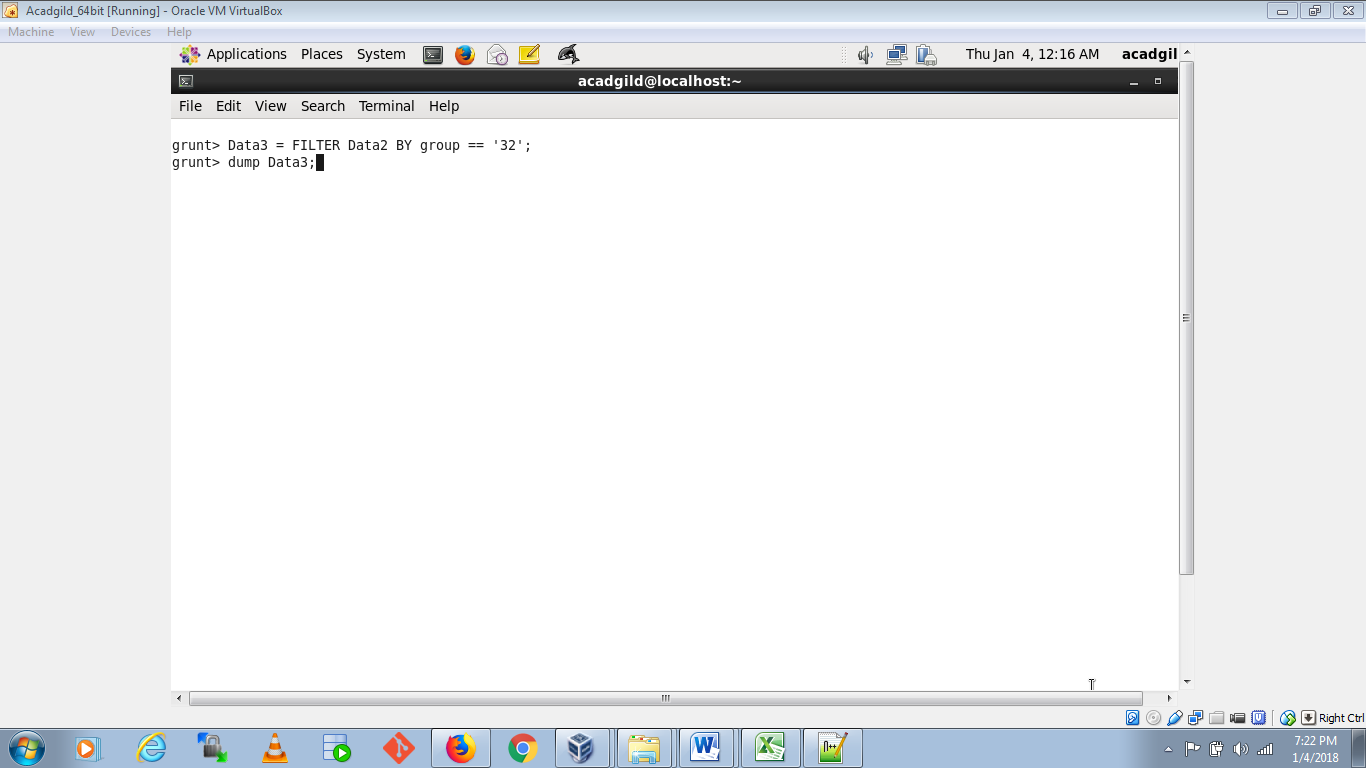 Acadgild_64bit [Running] - Oracle VM VirtualBox
Machine View Devices Help
Applications Places System Thu Jan 4, 12:16 AM acadgil
acadgild@localhost:~
File Edit View Search Terminal Help
grunt> Data3 = FILTER Data2 BY group == '32';
grunt> dump Data3;
Right Ctrl
7:22 PM
1/4/2018